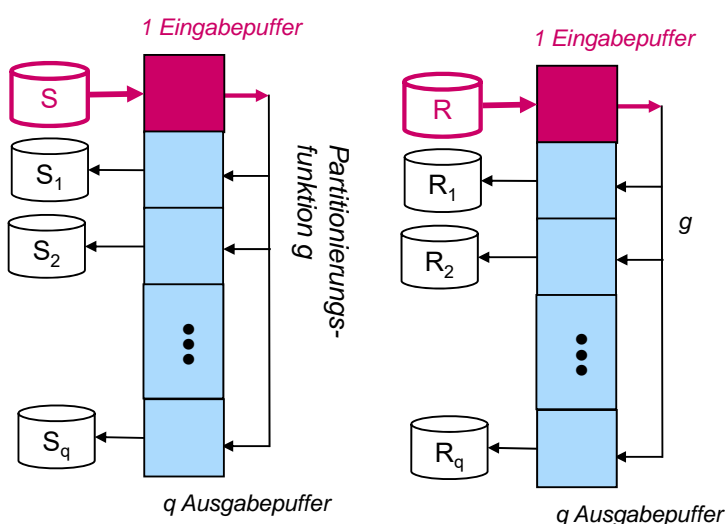 1 Eingabepuffer
S
S1
S2
Sq
Partitionierungs-
funktion g
q Ausgabepuffer
1 Eingabepuffer
R
R1
R2
Rq
g
q Ausgabepuffer